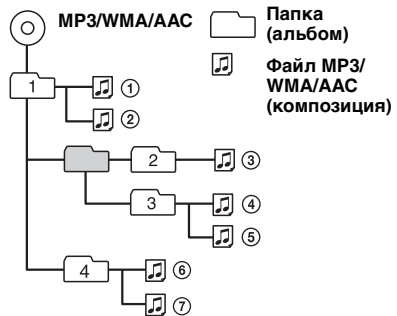 MP3/WMA/AAC
Папка
(альбом)
Файл MP3/
WMA/AAC
(композиция)
1
①
②
2
③
3
④
⑤
4
⑥
⑦